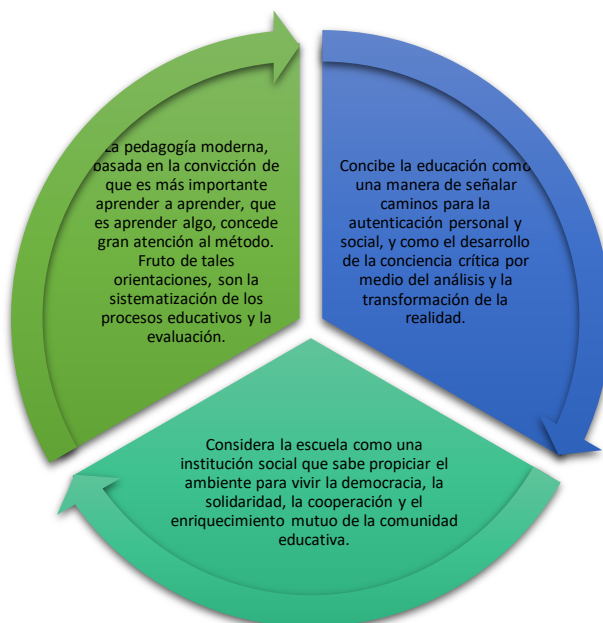 La pedagogía moderna,
basada en la convicción de
que es más importante
aprender a aprender, que
es aprender algo, concede
gran atención al método.
Fruto de tales
orientaciones, son la
sistematización de los
procesos educativos y la
evaluación.
Concibe la educación como
una manera de señalar
caminos para la
autenticación personal y
social, y como el desarrollo
de la conciencia crítica por
medio del análisis y la
transformación de la
realidad.
Considera la escuela como una
institución social que sabe propiciar el
ambiente para vivir la democracia, la
solidaridad, la cooperación y el
enriquecimiento mutuo de la comunidad
educativa.